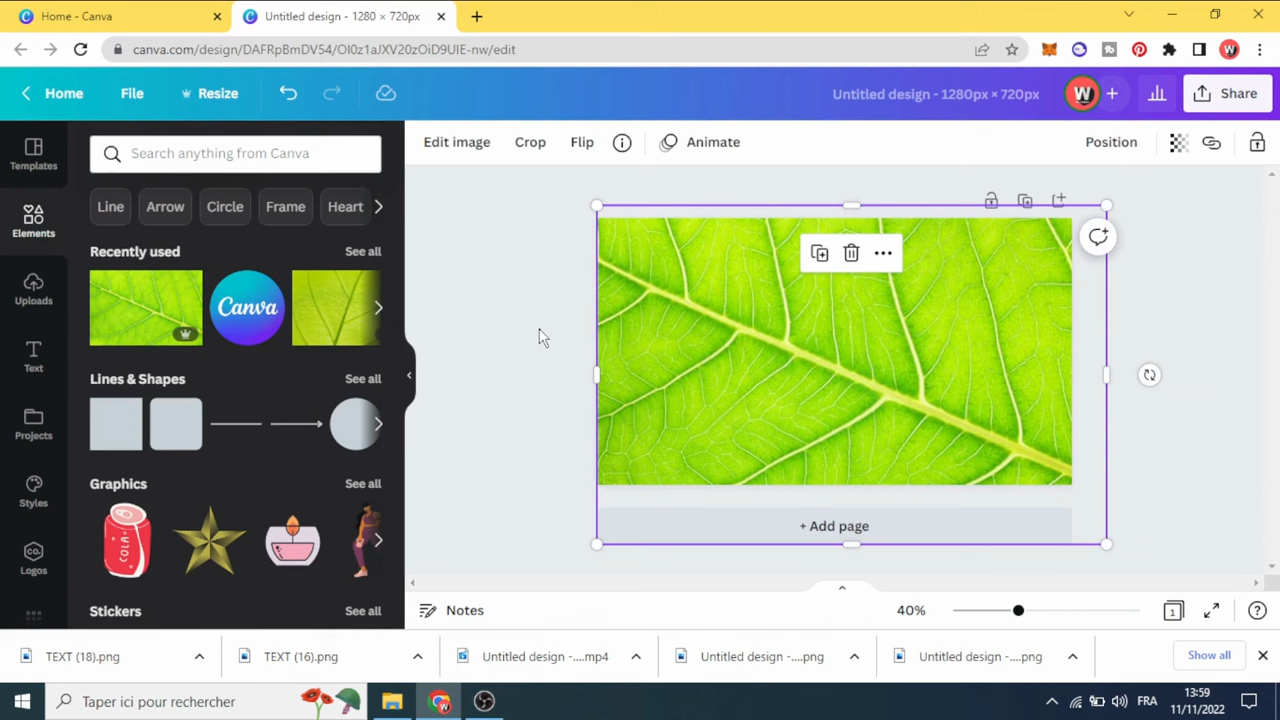 Home - Canva
Untitled design - 1280 × 720px
canva.com/design/DAFRpBmDV54/OI0z1aJXV20zOiD9UIE-nw/edit
Home
File
Resize
Untitled design - 1280px × 720px
Share
Templates
Elements
Uploads
Text
Projects
Styles
CO.
Logos
Search anything from Canva
Line
Arrow
Circle
Frame
Heart
Recently used
See all
Canva
Lines & Shapes
See all
Graphics
See all
COLA
Stickers
See all
Edit image
Crop
Flip
Animate
Position
+ Add page
Notes
40%
1
TEXT (18).png
TEXT (16).png
Untitled design -....mp4
Untitled design -....png
Untitled design -....png
Show all
Taper ici pour rechercher
FRA
13:59
11/11/2022